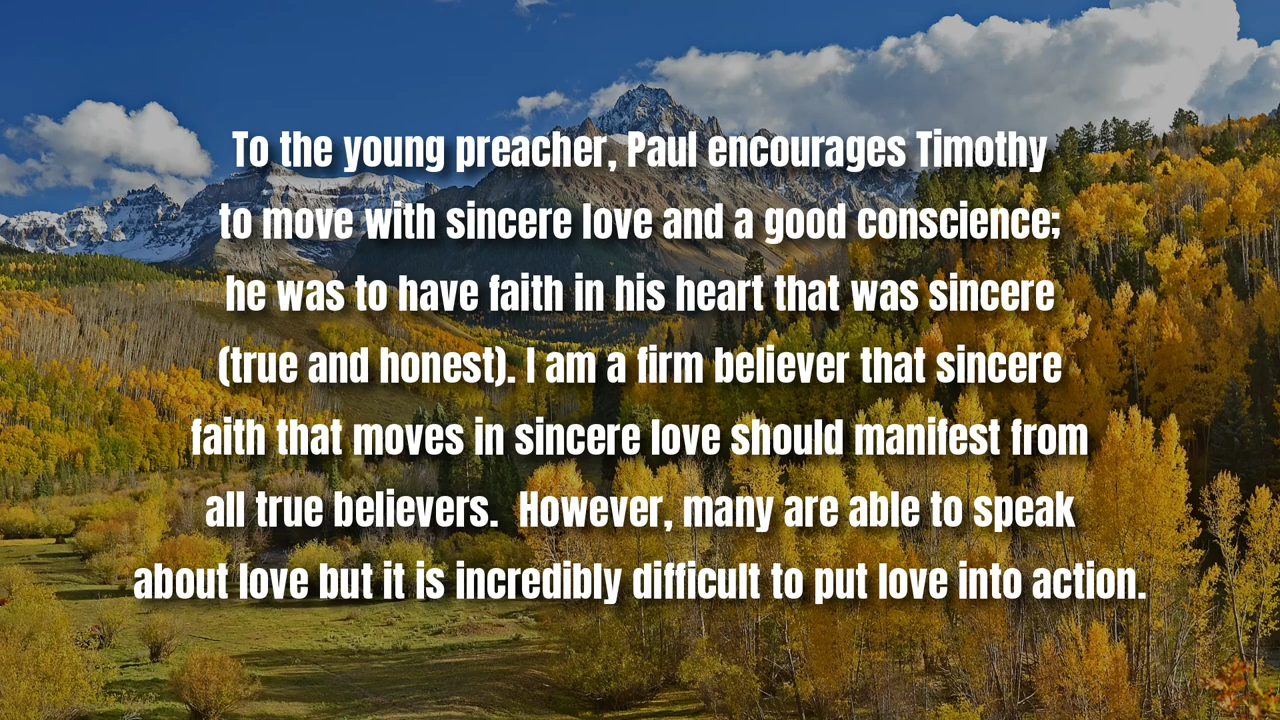 To the young preacher, Paul encourages Timothy
to move with sincere love and a good conscience;
he was to have faith in his heart that was sincere
(true and honest). I am a firm believer that sincere
faith that moves in sincere love should manifest from
all true believers.  However, many are able to speak
about love but it is incredibly difficult to put love into action.